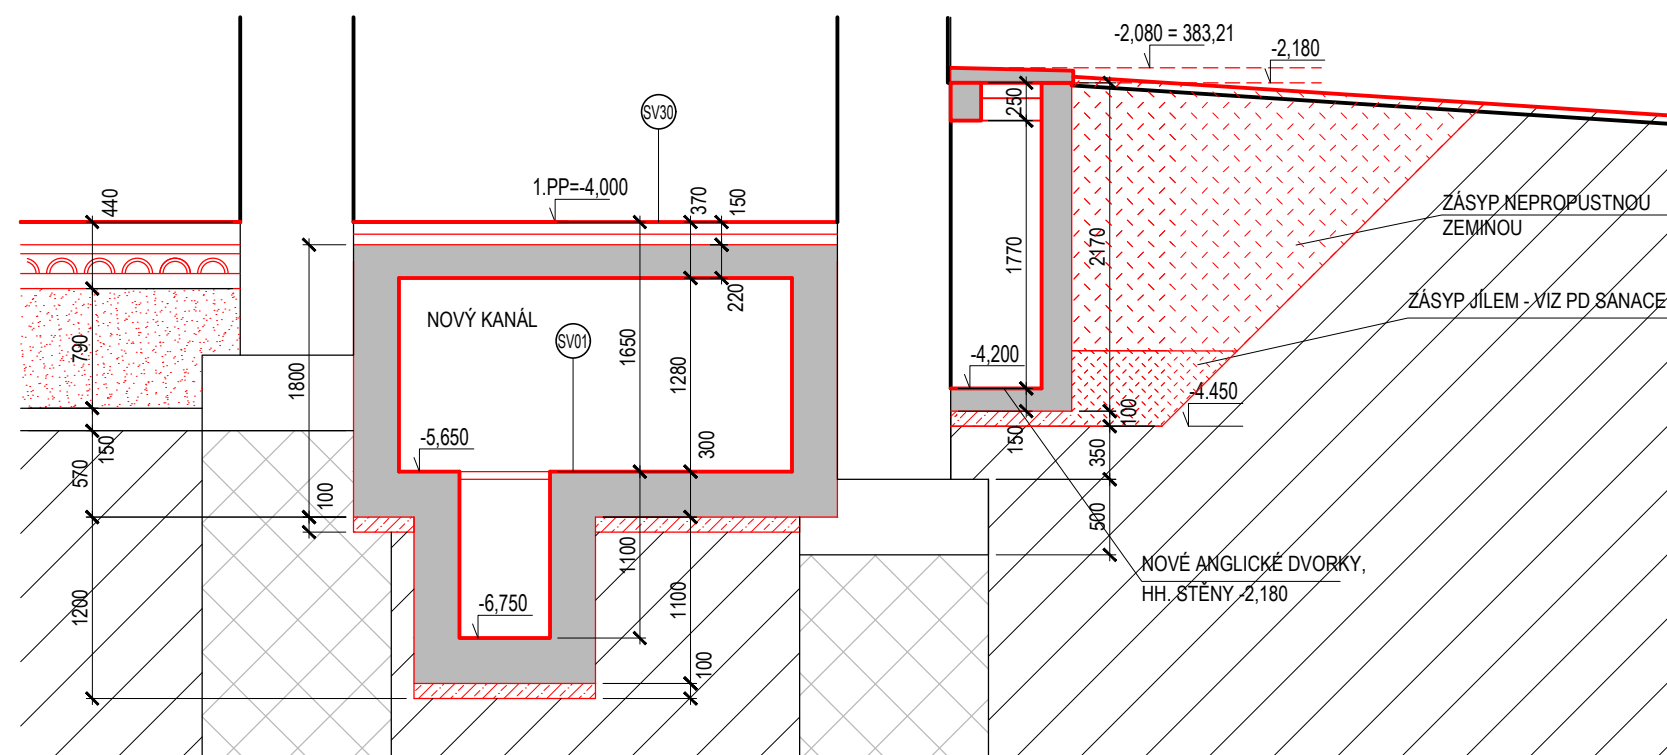 -2,080 = 383,21
-2,180
SV30
250
1.PP=-4,000
440
370
150
ZÁSYP NEPROPUSTNOU
ZEMINOU
2170
1770
220
ZÁSYP JÍLEM - VIZ PD SANACE
NOVÝ KANÁL
SV01
790
1800
1650
1280
-4,200
-4.450
100
150
-5,650
300
350
150
570
100
500
1100
NOVÉ ANGLICKÉ DVORKY,
HH. STĚNY -2,180
-6,750
1200
1100
100